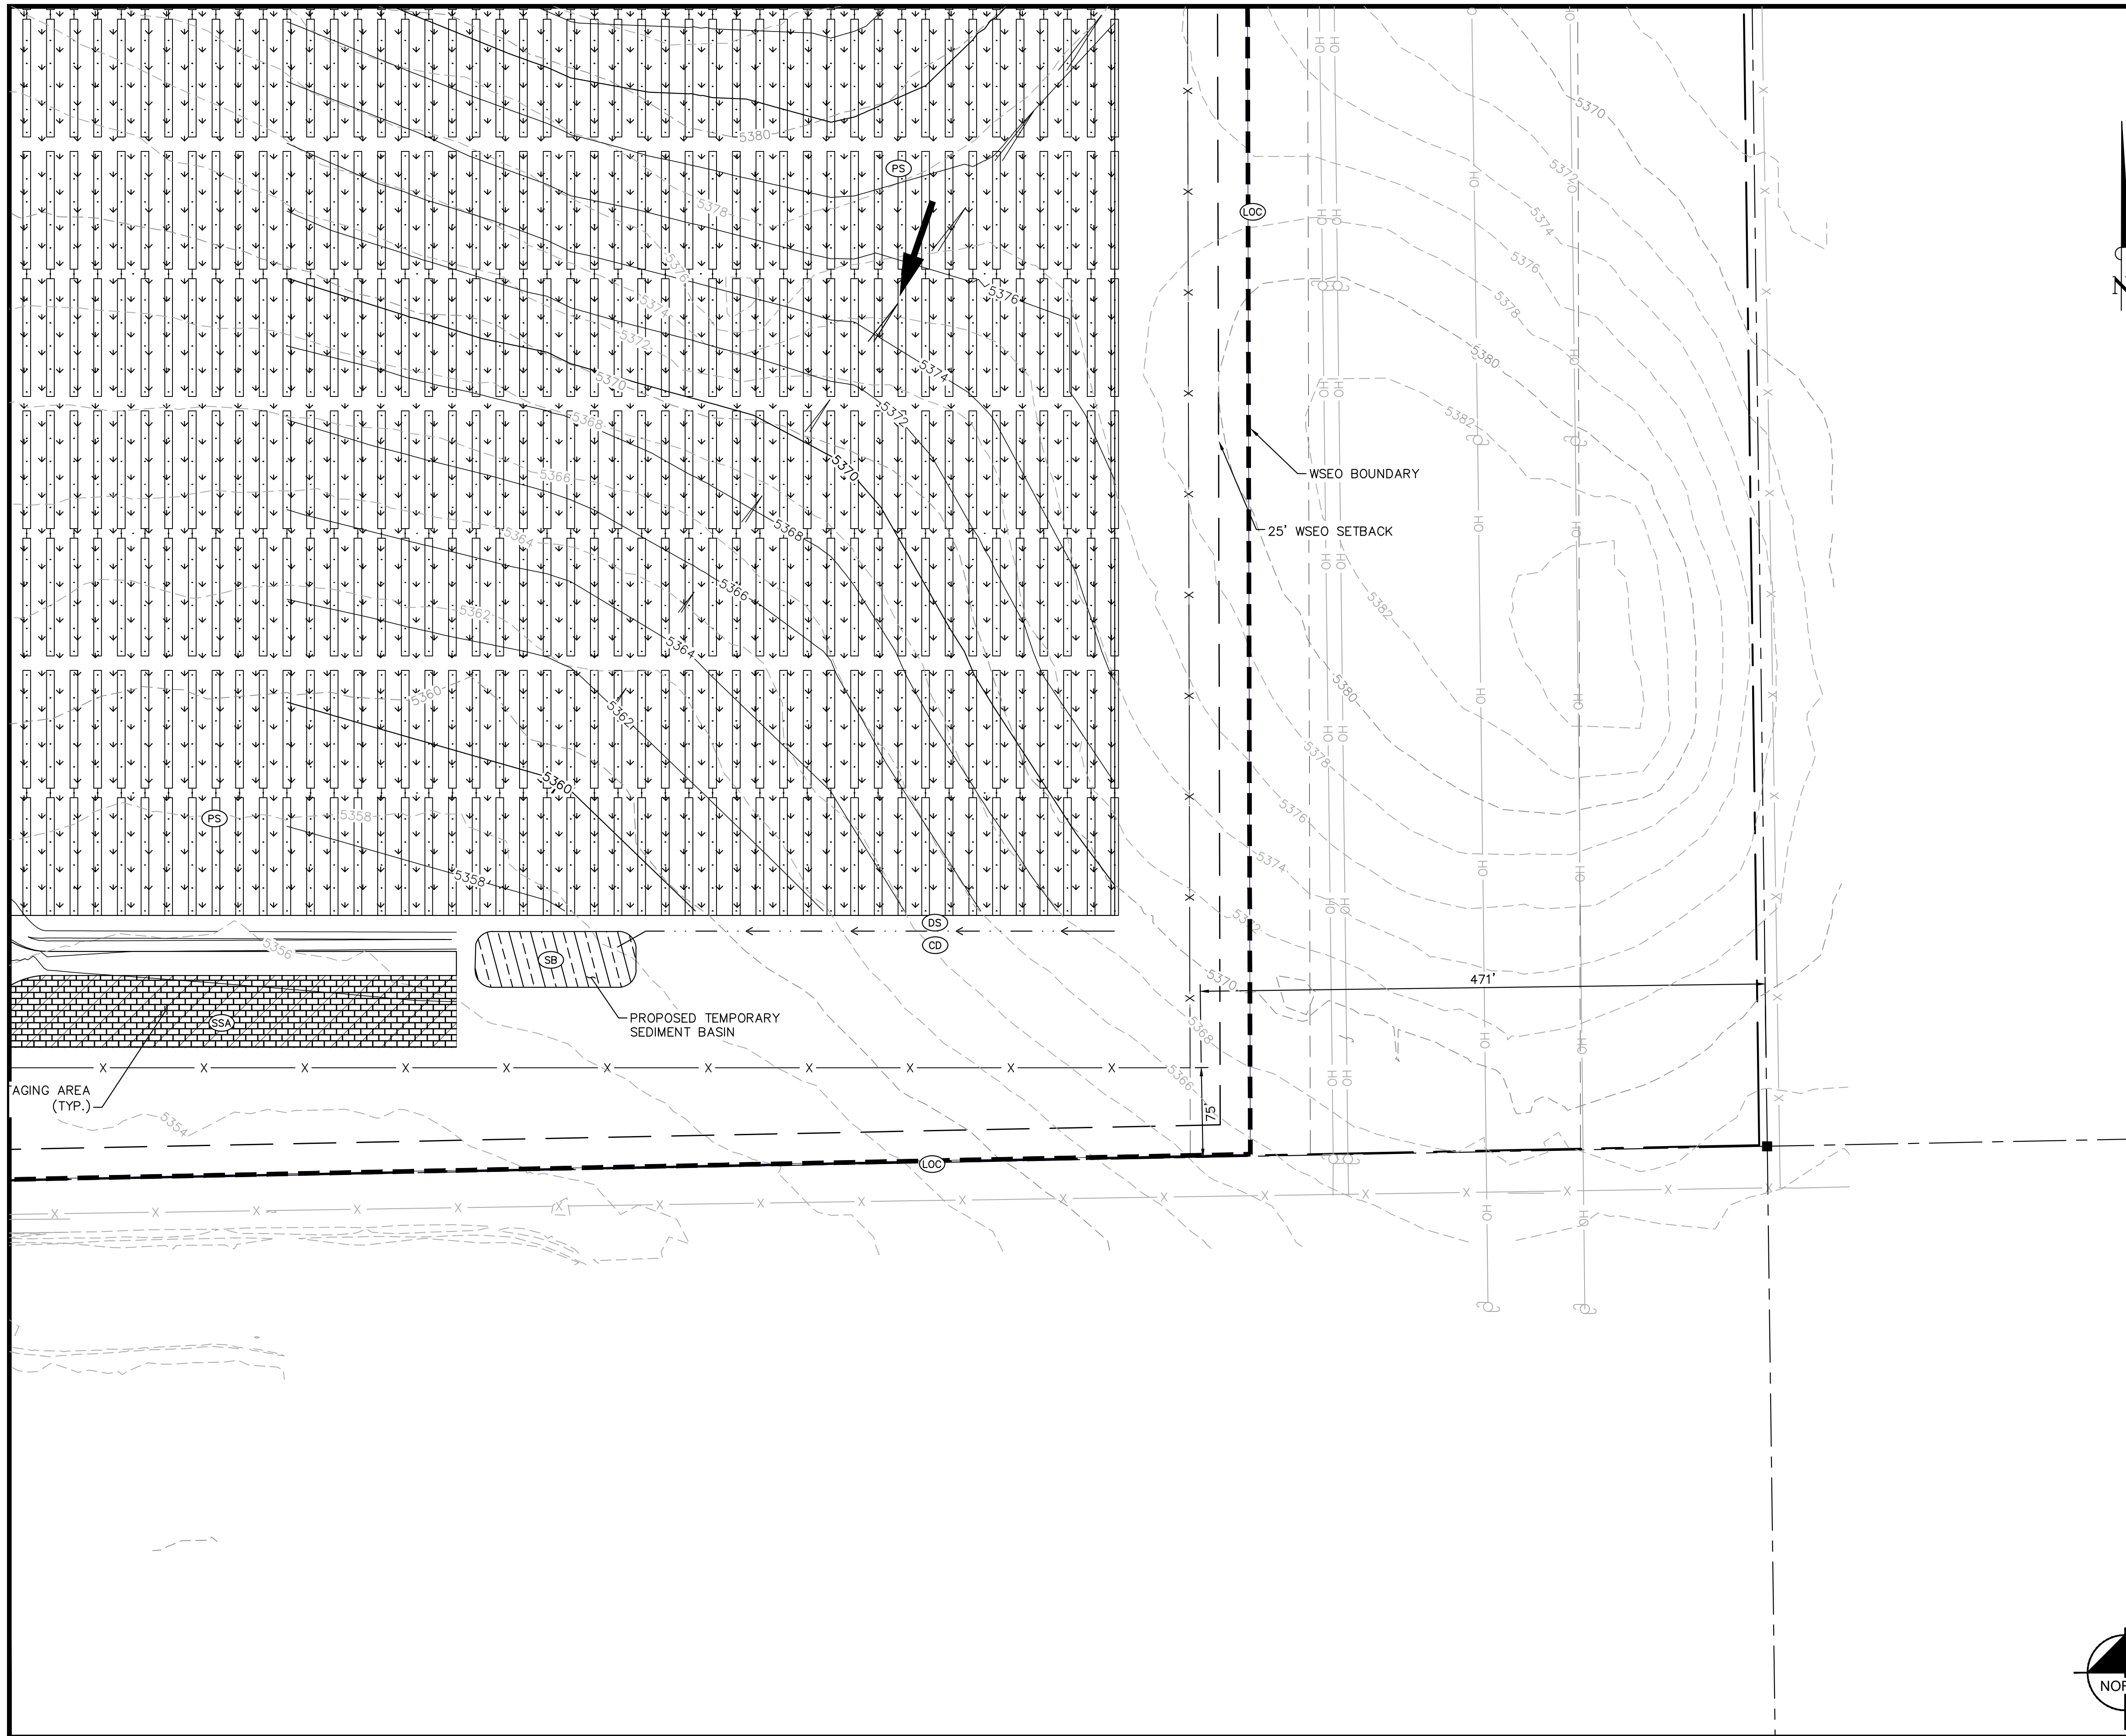 5370
5380
PS
5372
LOC
5378
5374
5376
5376
5376
5374
5378
5372
5380
5370
5374
5372
5382
5368
5370
5366
WSEO BOUNDARY
5368
25' WSEO SETBACK
5364
5366
5382
5362
5364
5380
5360
5362
5378
5360
5376
PS
5358
5374
5358
5372
DS
CD
5356
SB
5370
471'
PROPOSED TEMPORARY
SEDIMENT BASIN
SSA
5368
5366
AGING AREA
(TYP.)
75'
5354
LOC
OH